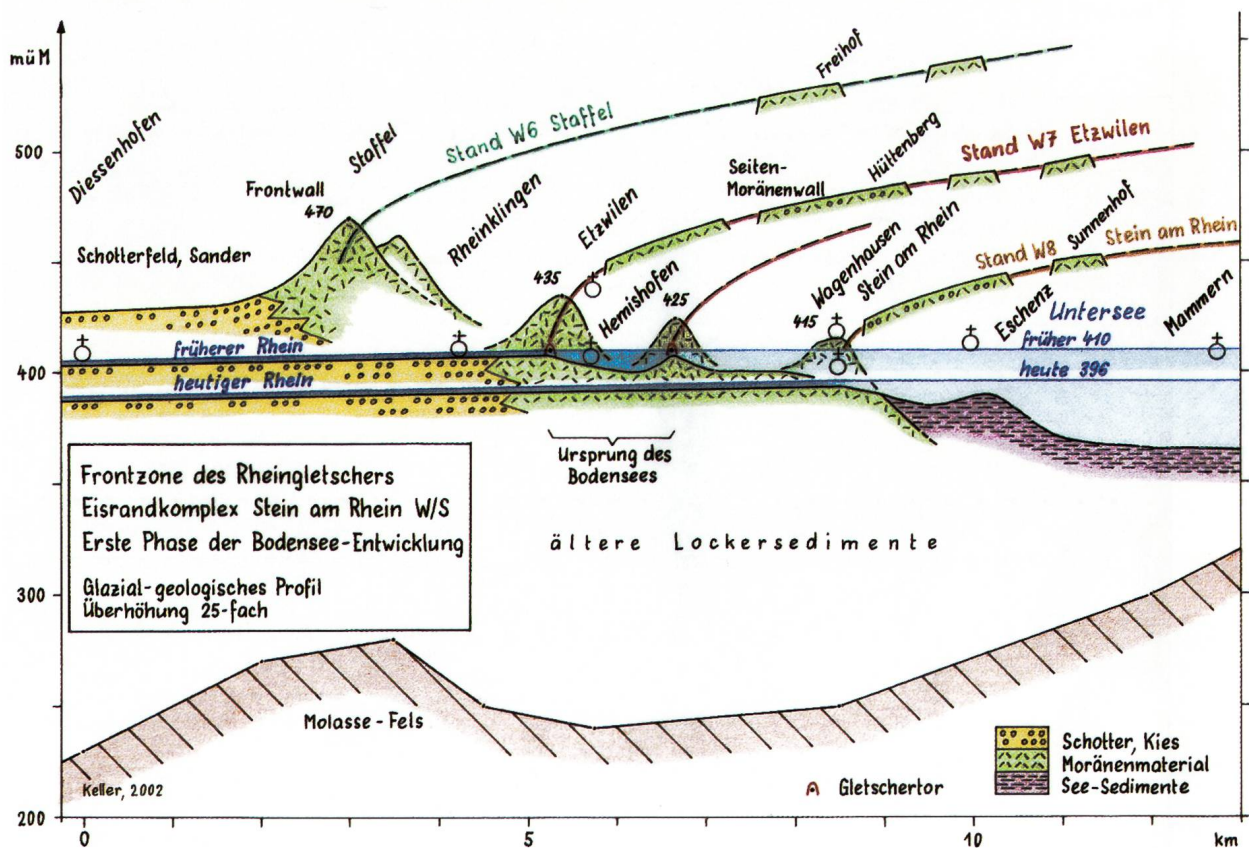 müM
500
400
300
200
Diessenhofen
Schotterfeld, Sander
Frontwall
470
Staffel
Stand W6 Staffel
Freihof
Rheinklingen
Etzwilen
435
Hemishofen
425
Seiten-
Moränenwall
Hüttenberg
Stand W7 Etzwilen
Wagenhausen
Stein am Rhein
415
Stand W8
Sunnenhof
Stein am Rhein
Eschenz
Untersee
früher 410
heute 396
Mammern
früherer Rhein
heutiger Rhein
Ursprung des
Bodensees
Frontzone des Rheingletschers
Eisrandkomplex Stein am Rhein W/S
Erste Phase der Bodensee-Entwicklung
Glazial-geologisches Profil
Überhöhung 25-fach
ältere Lockersedimente
Molasse-Fels
Keller, 2002
Gletschertor
Schotter, Kies
Moränenmaterial
See-Sedimente
0
5
10
km